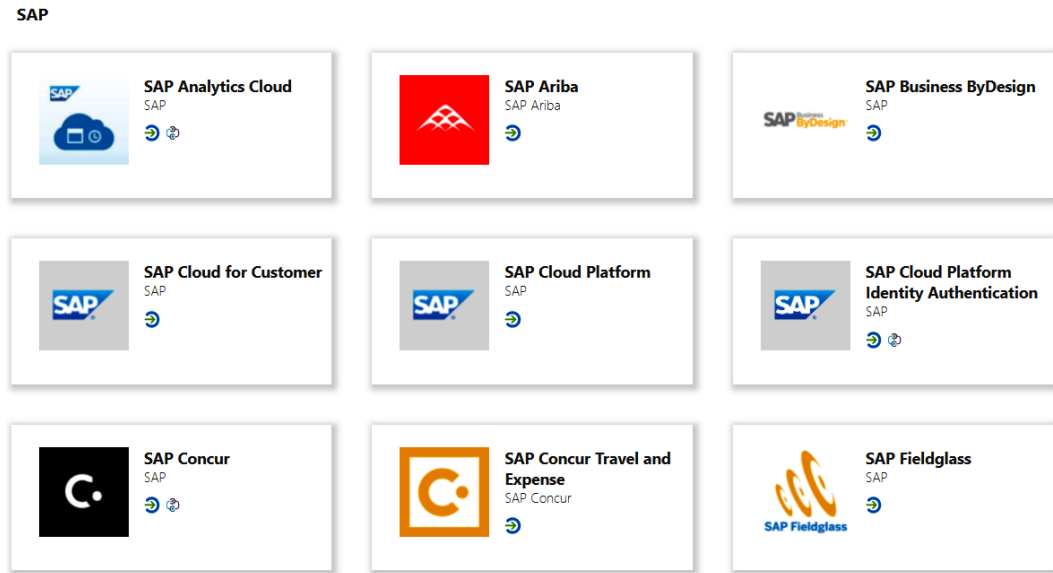 SAP
SAP Analytics Cloud
SAP
SAP
SAP Ariba
SAP Ariba
SAP Business ByDesign
SAP
SAP Business
ByDesign
SAP Cloud for Customer
SAP
SAP
SAP Cloud Platform
SAP
SAP
SAP Cloud Platform
Identity Authentication
SAP
SAP
SAP Concur
SAP
C.
SAP Concur Travel and
Expense
SAP Concur
C.
SAP Fieldglass
SAP
SAP Fieldglass